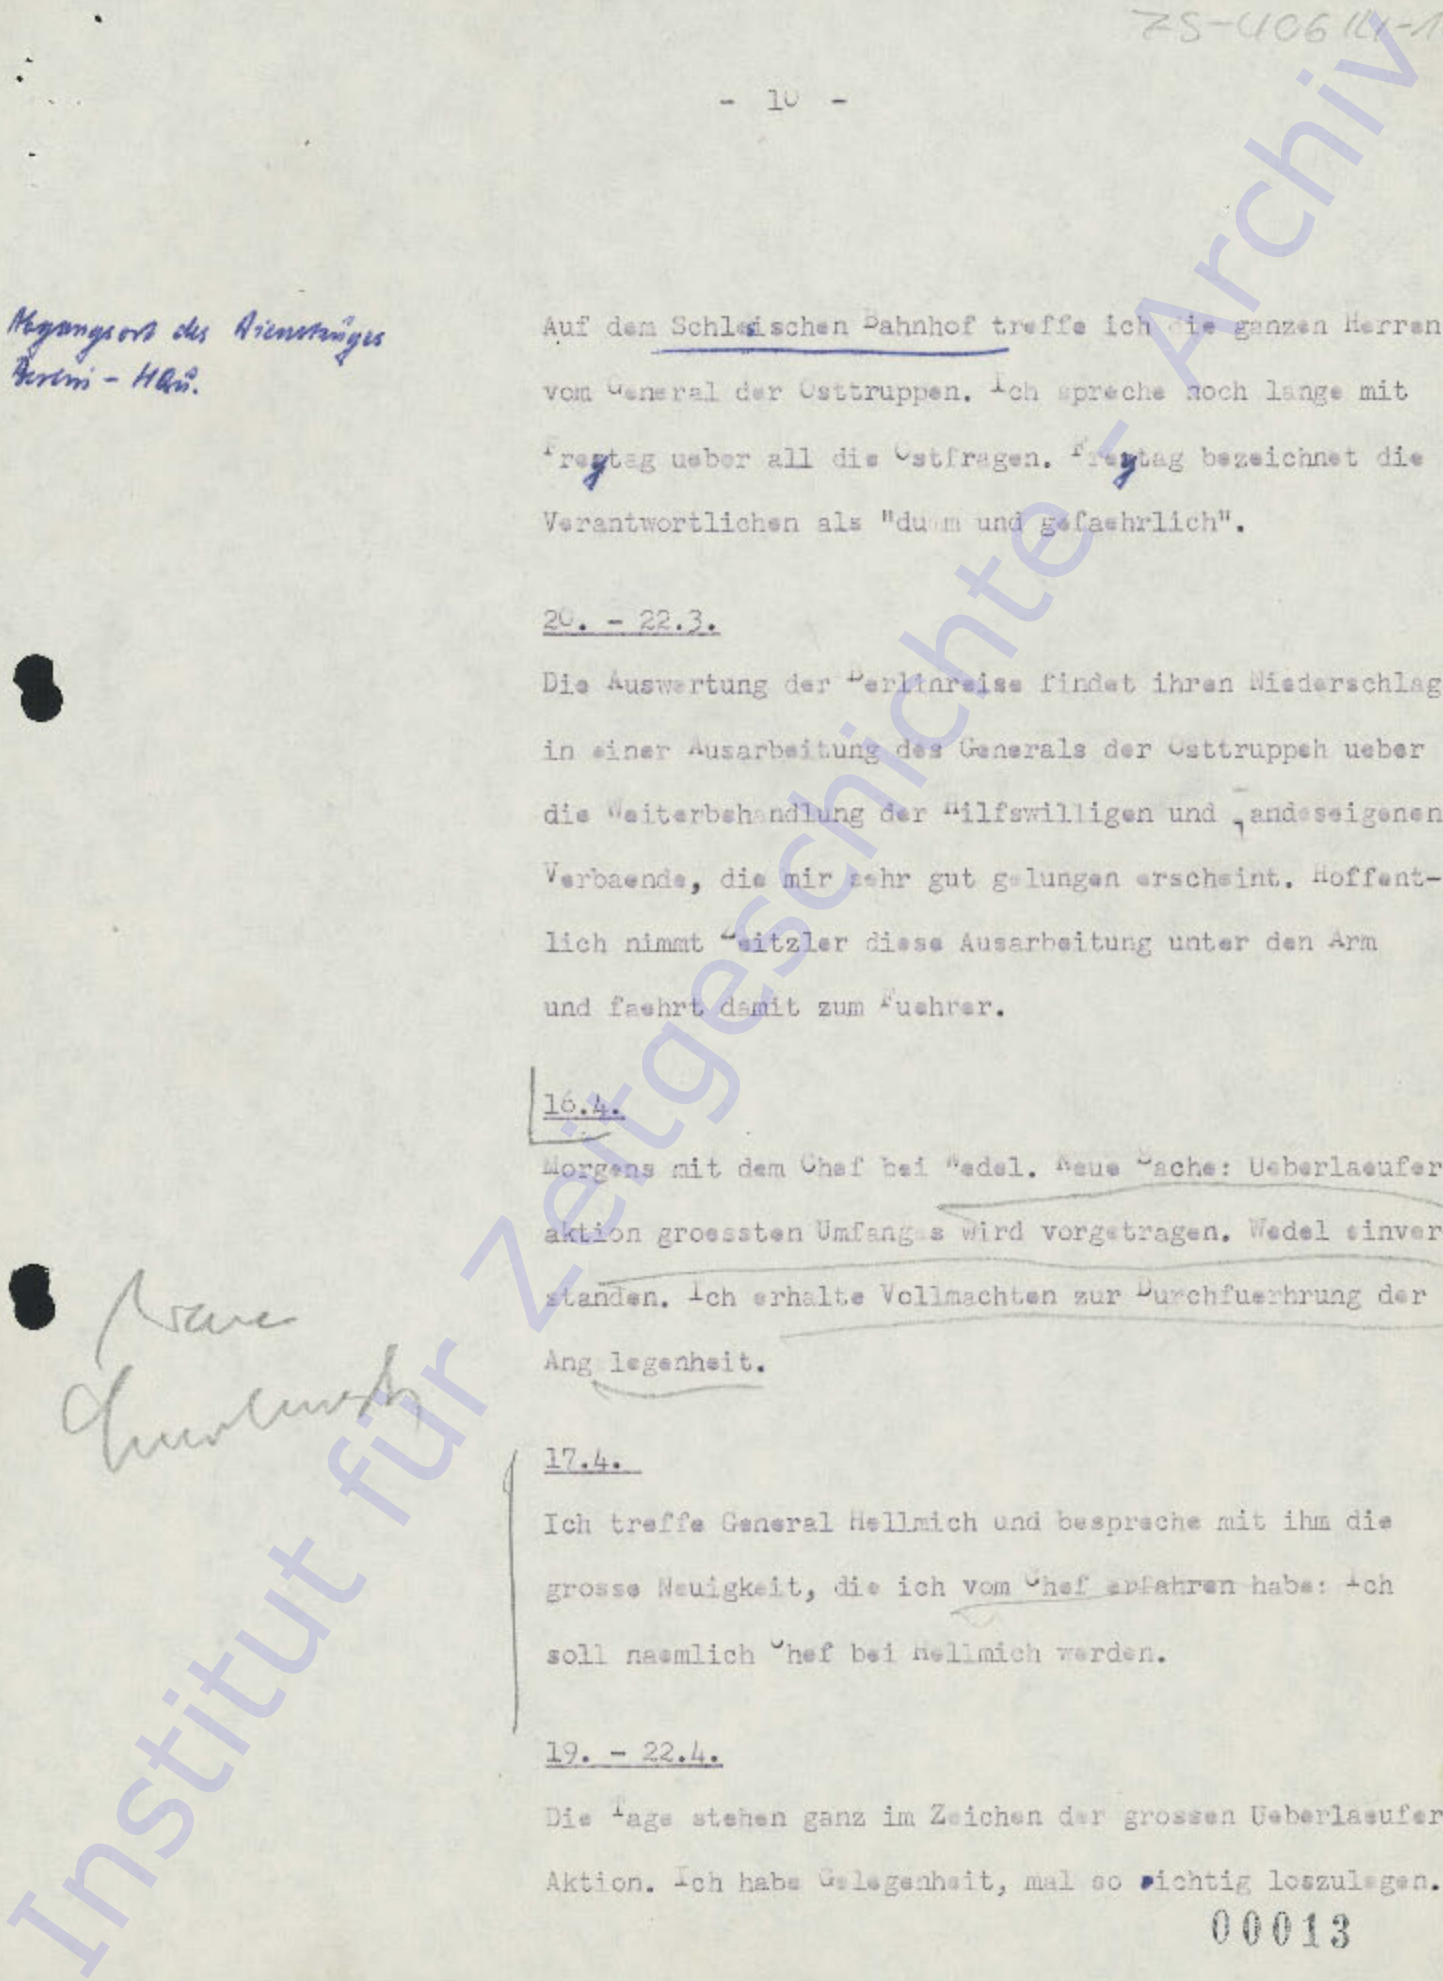 ZS-406
- 10 -
Abgangsort des Dienstzuges
Berlin - HQu.
Auf dem Schlesischen Bahnhof treffe ich die ganzen Herren
vom General der Osttruppen. Ich spreche noch lange mit
Freytag ueber all die Ostfragen. Freytag bezeichnet die
Verantwortlichen als "dumm und gefaehrlich".
20. - 22.3.
Die Auswertung der Berlinreise findet ihren Niederschlag
in einer Ausarbeitung des Generals der Osttruppeh ueber
die Weiterbehandlung der Hilfswilligen und landeseigenen
Verbaende, die mir sehr gut gelungen erscheint. Hoffent-
lich nimmt Zeitzler diese Ausarbeitung unter den Arm
und faehrt damit zum Fuehrer.
16.4.
Morgens mit dem Chef bei Wedel. Neue Sache: Ueberlaeufer
aktion groessten Umfanges wird vorgetragen. Wedel einver
standen. Ich erhalte Vollmachten zur Durchfuerhrung der
Angelegenheit.
17.4.
Ich treffe General Hellmich und bespreche mit ihm die
grosse Neuigkeit, die ich vom Chef erfahren habe: Ich
soll naemlich Chef bei Hellmich werden.
19. - 22.4.
Die Tage stehen ganz im Zeichen der grossen Ueberlaeufer
Aktion. Ich habe Gelegenheit, mal so richtig loszulegen.
00013
Institut für Zeitgeschichte - Archiv